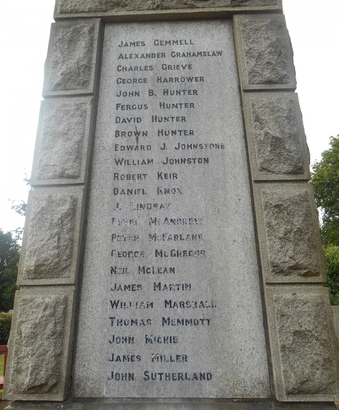 James Gemmell
Alexander Grahamslaw
Charles Grieve
George Harrower
John B. Hunter
Fergus Hunter
David Hunter
Brown Hunter
Edward J. Johnstone
William Johnston
Robert Keir
Daniel Knox
J. Lindsay
McAndrew
Peter McFarlane
George McGregor
Neil McLean
James Martin
William Marshall
Thomas Memmott
John Michie
James Miller
John Sutherland